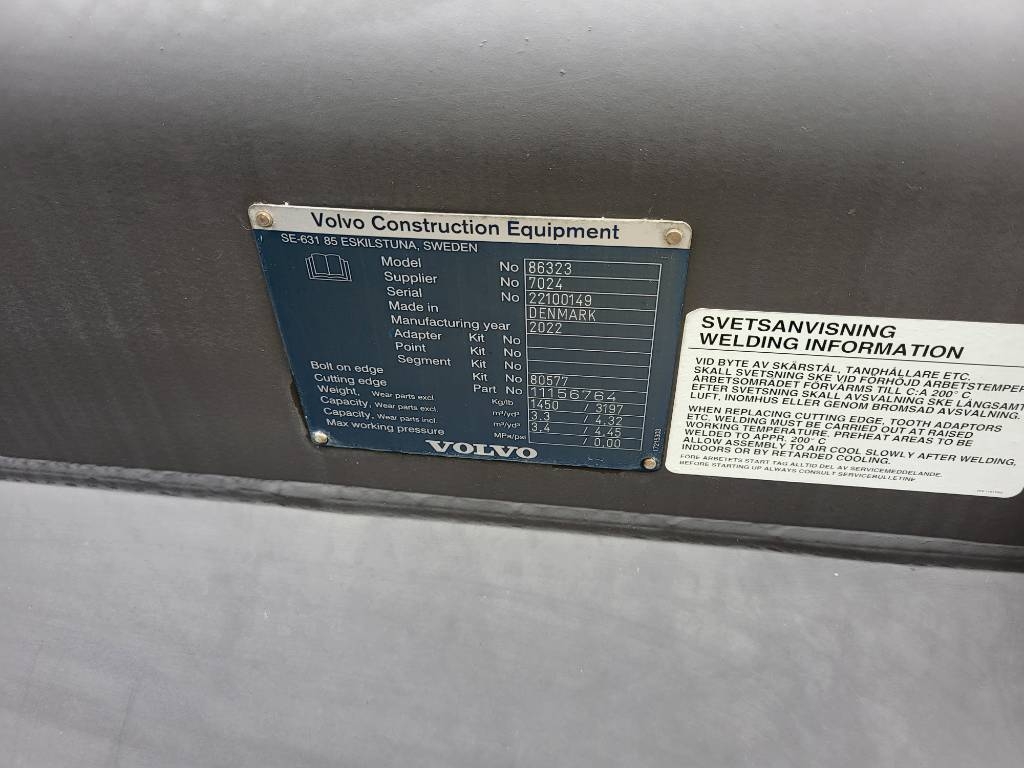 Volvo Construction Equipment
SE-631 85 ESKILSTUNA, SWEDEN
Model No 86323
Supplier No 7024
Serial No 22100149
Made in DENMARK
Manufacturing year 2022
Adapter Kit No
Point Kit No
Segment Kit No
Bolt on edge Kit No 80577
Cutting edge Part No 11156764
Weight, Wear parts excl. Kg/lb 1450 / 3197
Capacity, Wear parts excl. m³/yd³ 3.3 / 4.32
Capacity, Wear parts incl. m³/yd³ 3.4 / 4.45
Max working pressure MPa/psi / 0.00
VOLVO
SVETSANVISNING
WELDING INFORMATION
VID BYTE AV SKÄRSTÅL, TANDHÅLLARE ETC.
SKALL SVETSNING SKE VID FÖRHÖJD
ARBETSOMRÅDET FÖRVÄRMS TILL C:A 200° C
EFTER SVETSNING SKALL AVSVALNING SKE LÅNGSAMT
LUFT, INOMHUS ELLER GENOM BROMSAD AVSVALNING.
WHEN REPLACING CUTTING EDGE, TOOTH ADAPTORS
ETC. WELDING MUST BE CARRIED OUT AT RAISED
WORKING TEMPERATURE. PREHEAT AREAS TO BE
WELDED TO APPR. 200° C
ALLOW ASSEMBLY TO AIR COOL SLOWLY AFTER WELDING,
INDOORS OR BY RETARDED COOLING.
FÖRE ARBETETS START TAG ALLTID DEL AV SERVICEMEDDELANDE.
BEFORE STARTING UP ALWAYS CONSULT SERVICEBULLETINE